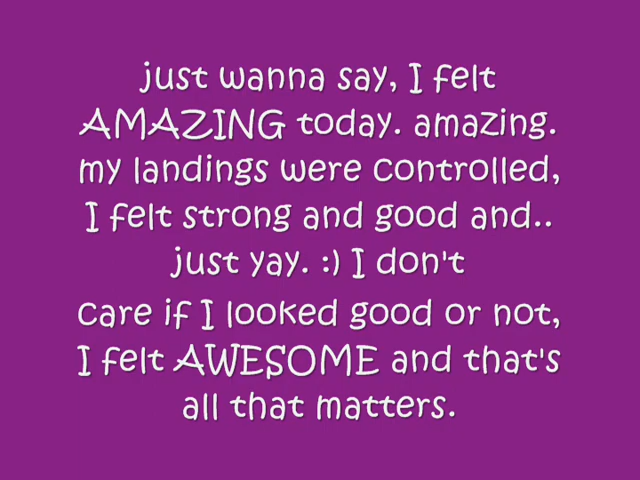 just wanna say, I felt
AMAZING today. amazing.
my landings were controlled,
I felt strong and good and..
just yay. :) I don't
care if I looked good or not,
I felt AWESOME and that's
all that matters.